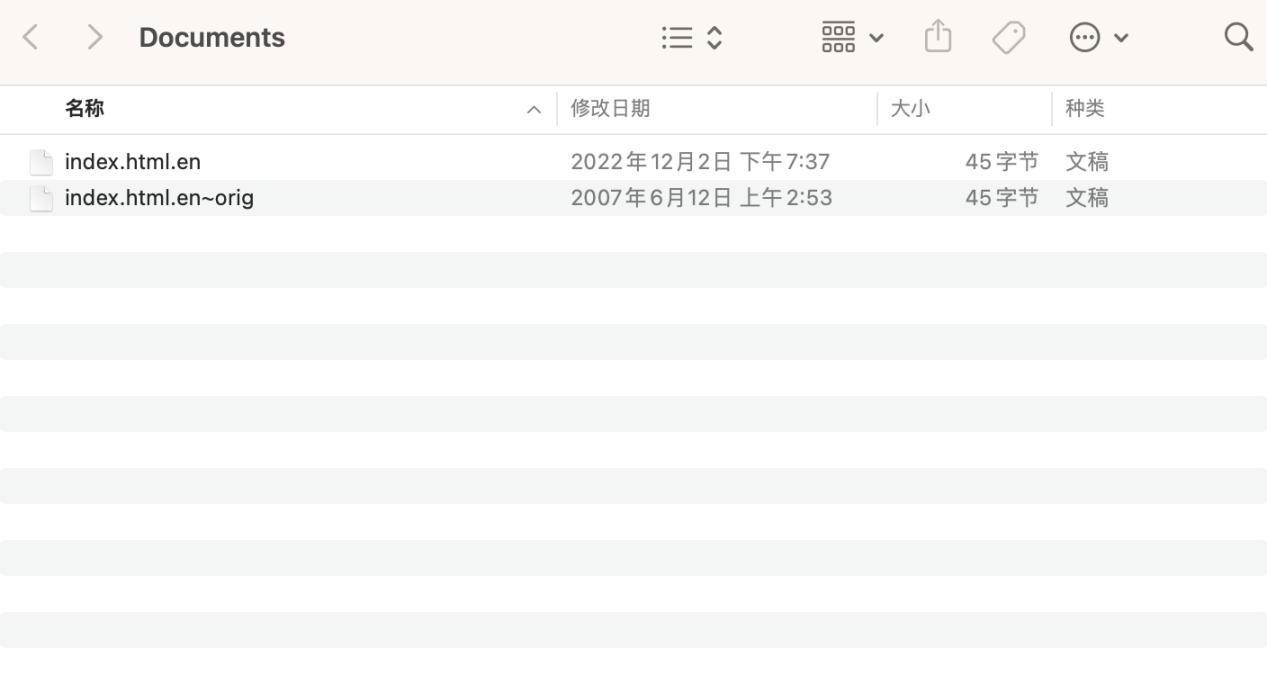 Documents
名称 修改日期 大小 种类
index.html.en 2022年12月2日 下午7:37 45字节 文稿
index.html.en~orig 2007年6月12日 上午2:53 45字节 文稿